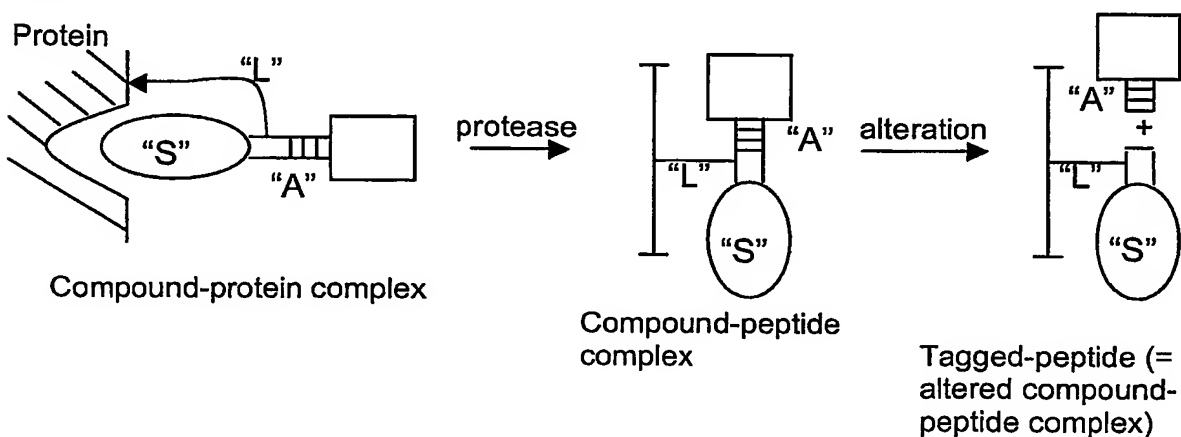 Protein
“L”
“S”
“A”
Compound-protein complex
protease
“A”
“L”
“S”
Compound-peptide
complex
alteration
“A”
+
“L”
“S”
Tagged-peptide (=
altered compound-
peptide complex)